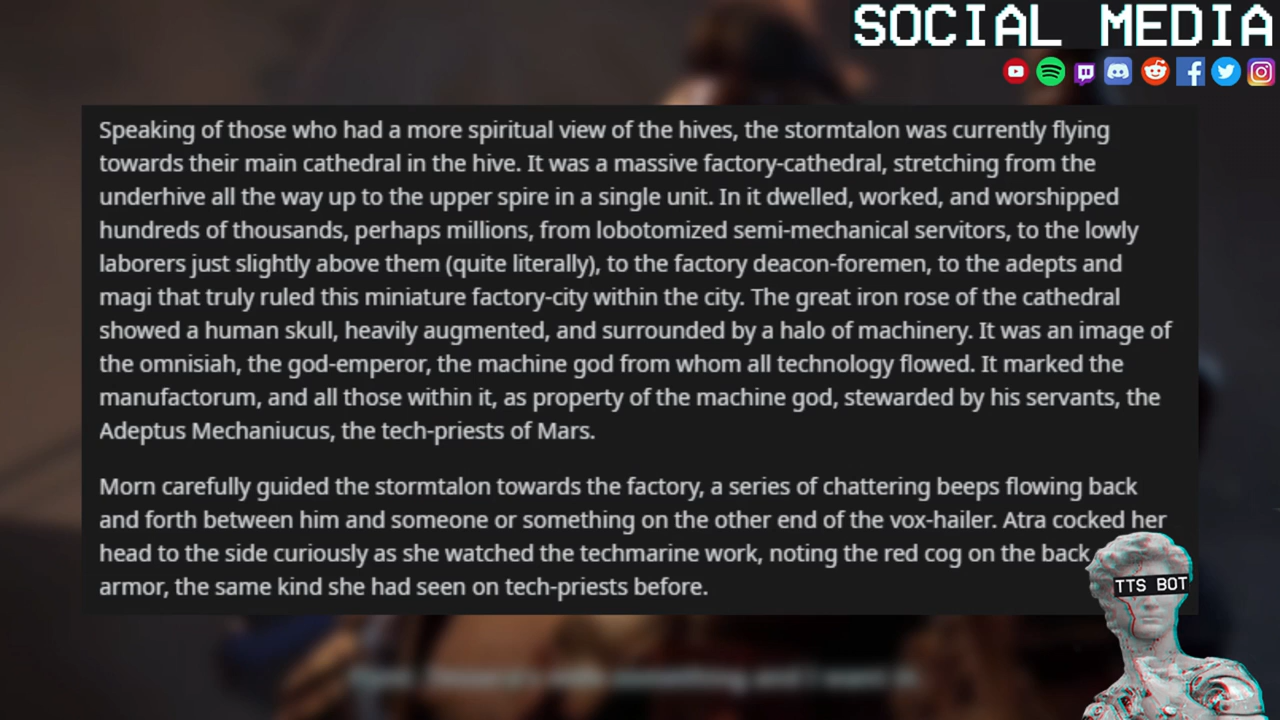 SOCIAL MEDIA
Speaking of those who had a more spiritual view of the hives, the stormtalon was currently flying
towards their main cathedral in the hive. It was a massive factory-cathedral, stretching from the
underhive all the way up to the upper spire in a single unit. In it dwelled, worked, and worshipped
hundreds of thousands, perhaps millions, from lobotomized semi-mechanical servitors, to the lowly
laborers just slightly above them (quite literally), to the factory deacon-foremen, to the adepts and
magi that truly ruled this miniature factory-city within the city. The great iron rose of the cathedral
showed a human skull, heavily augmented, and surrounded by a halo of machinery. It was an image of
the omnisiah, the god-emperor, the machine god from whom all technology flowed. It marked the
manufactorum, and all those within it, as property of the machine god, stewarded by his servants, the
Adeptus Mechaniucus, the tech-priests of Mars.
Morn carefully guided the stormtalon towards the factory, a series of chattering beeps flowing back
and forth between him and someone or something on the other end of the vox-hailer. Atra cocked her
head to the side curiously as she watched the techmarine work, noting the red cog on the back
armor, the same kind she had seen on tech-priests before.
TTS BOT